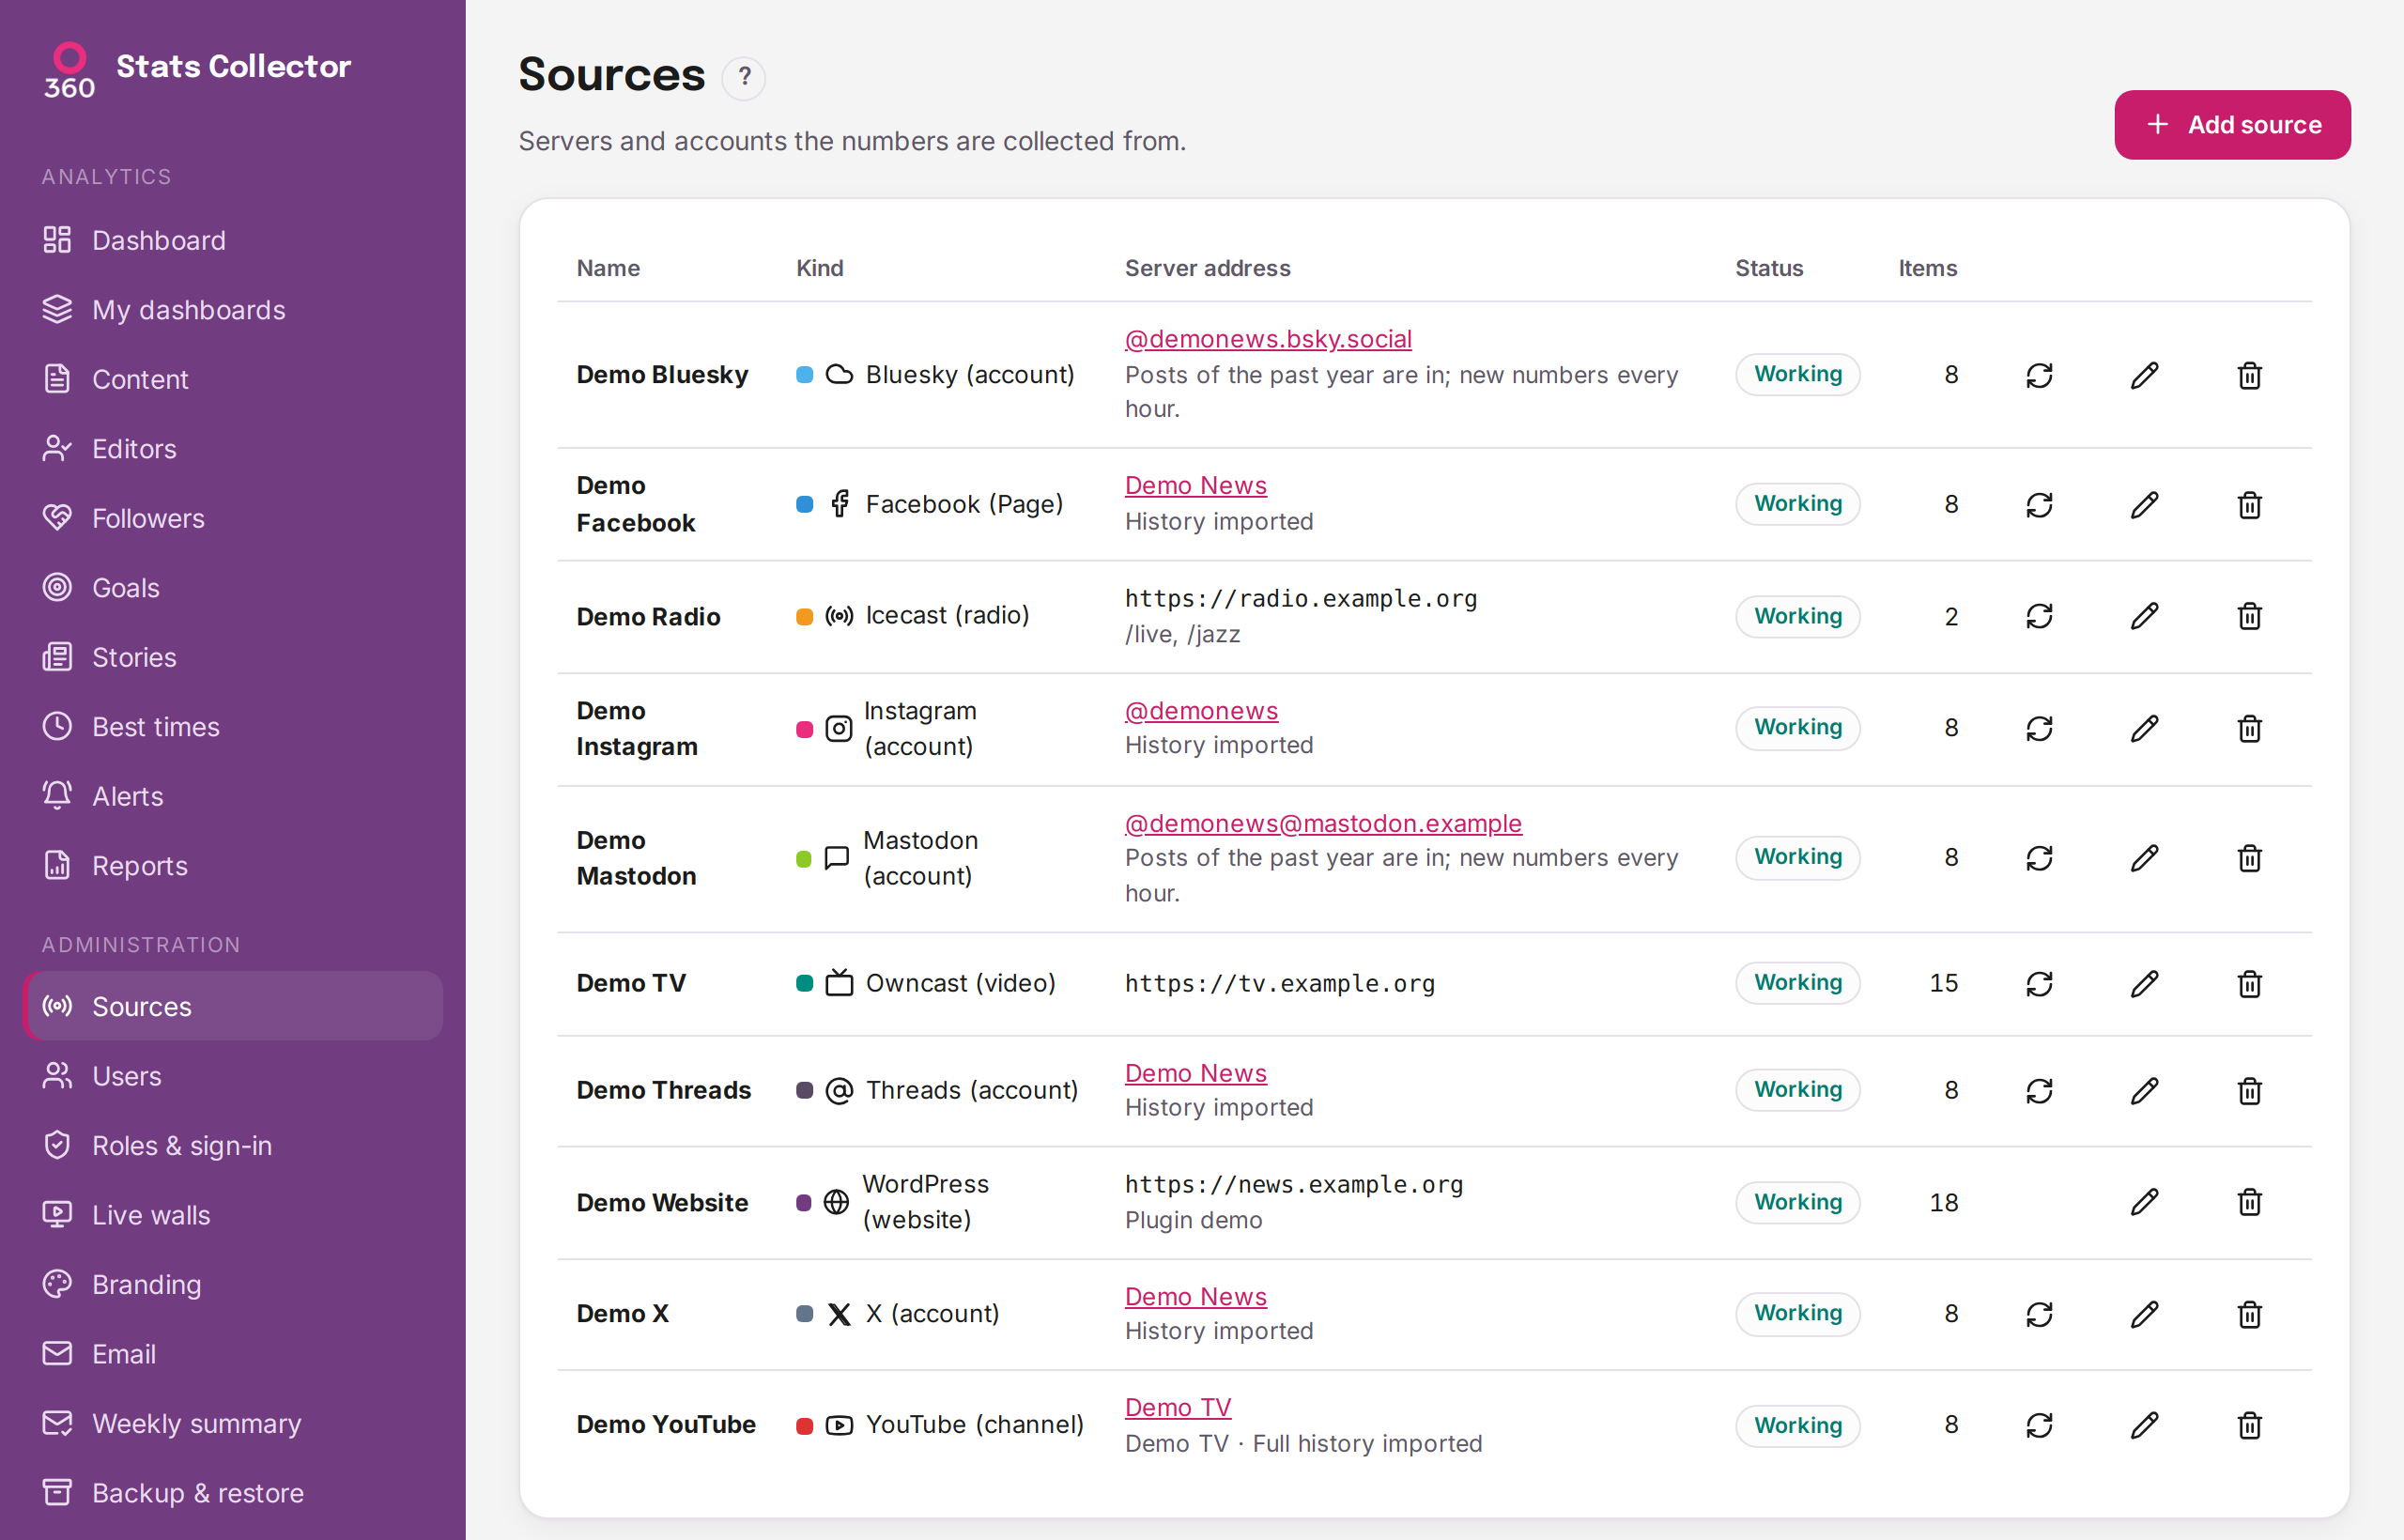 360
Stats Collector
ANALYTICS
Dashboard
My dashboards
Content
Editors
Followers
Goals
Stories
Best times
Alerts
Reports
ADMINISTRATION
Sources
Users
Roles & sign-in
Live walls
Branding
Email
Weekly summary
Backup & restore
Sources ?
Servers and accounts the numbers are collected from.
Add source
Name Kind Server address Status Items
Demo Bluesky Bluesky (account) @demonews.bsky.social Working 8
Posts of the past year are in; new numbers every
hour.
Demo
Facebook
Facebook (Page)
Demo News
History imported
Working 8
Demo Radio Icecast (radio)
https://radio.example.org
/live, /jazz
Working 2
Demo
Instagram
Instagram
(account)
@demonews
History imported
Working 8
Demo
Mastodon
Mastodon
(account)
@demonews@mastodon.example
Posts of the past year are in; new numbers every
hour.
Working 8
Demo TV Owncast (video) https://tv.example.org Working 15
Demo Threads Threads (account)
Demo News
History imported
Working 8
Demo Website
WordPress
(website)
https://news.example.org
Plugin demo
Working 18
Demo X X (account)
Demo News
History imported
Working 8
Demo YouTube YouTube (channel)
Demo TV
Demo TV · Full history imported
Working 8